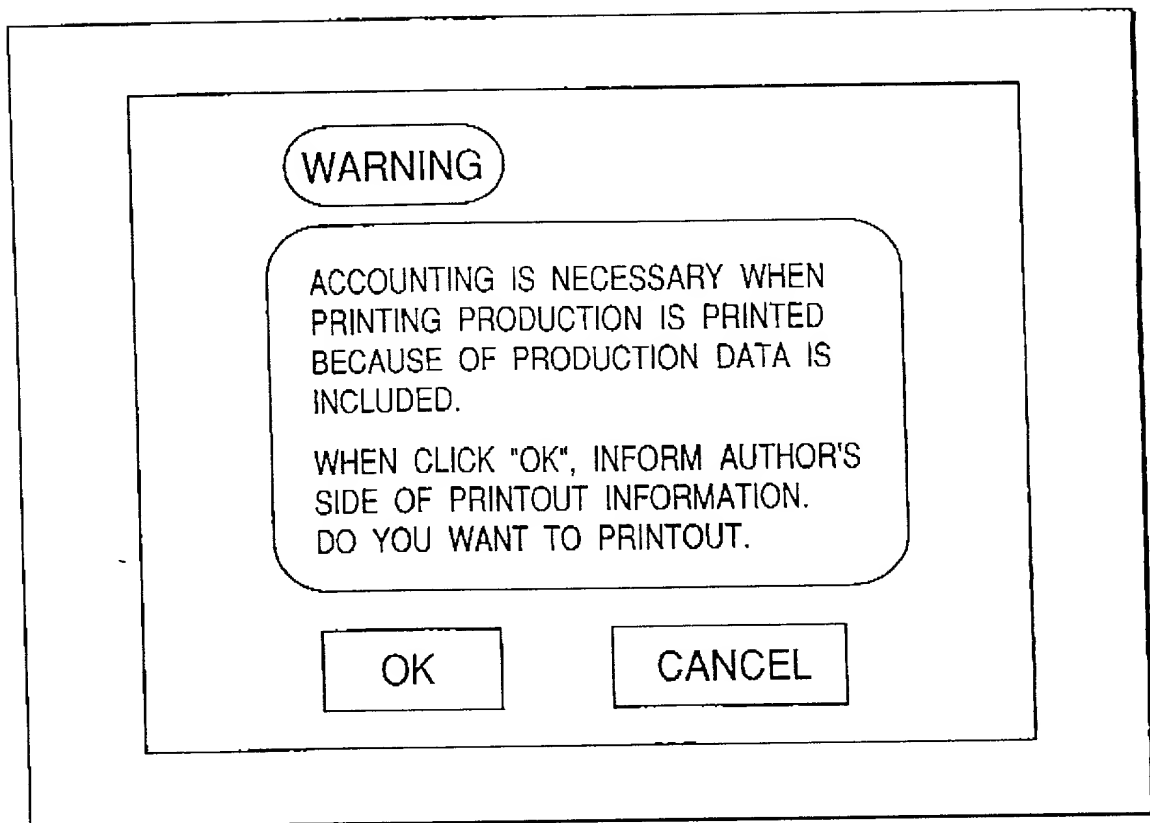 WARNING
ACCOUNTING IS NECESSARY WHEN
PRINTING PRODUCTION IS PRINTED
BECAUSE OF PRODUCTION DATA IS
INCLUDED.
WHEN CLICK "OK", INFORM AUTHOR'S
SIDE OF PRINTOUT INFORMATION.
DO YOU WANT TO PRINTOUT.
OK CANCEL